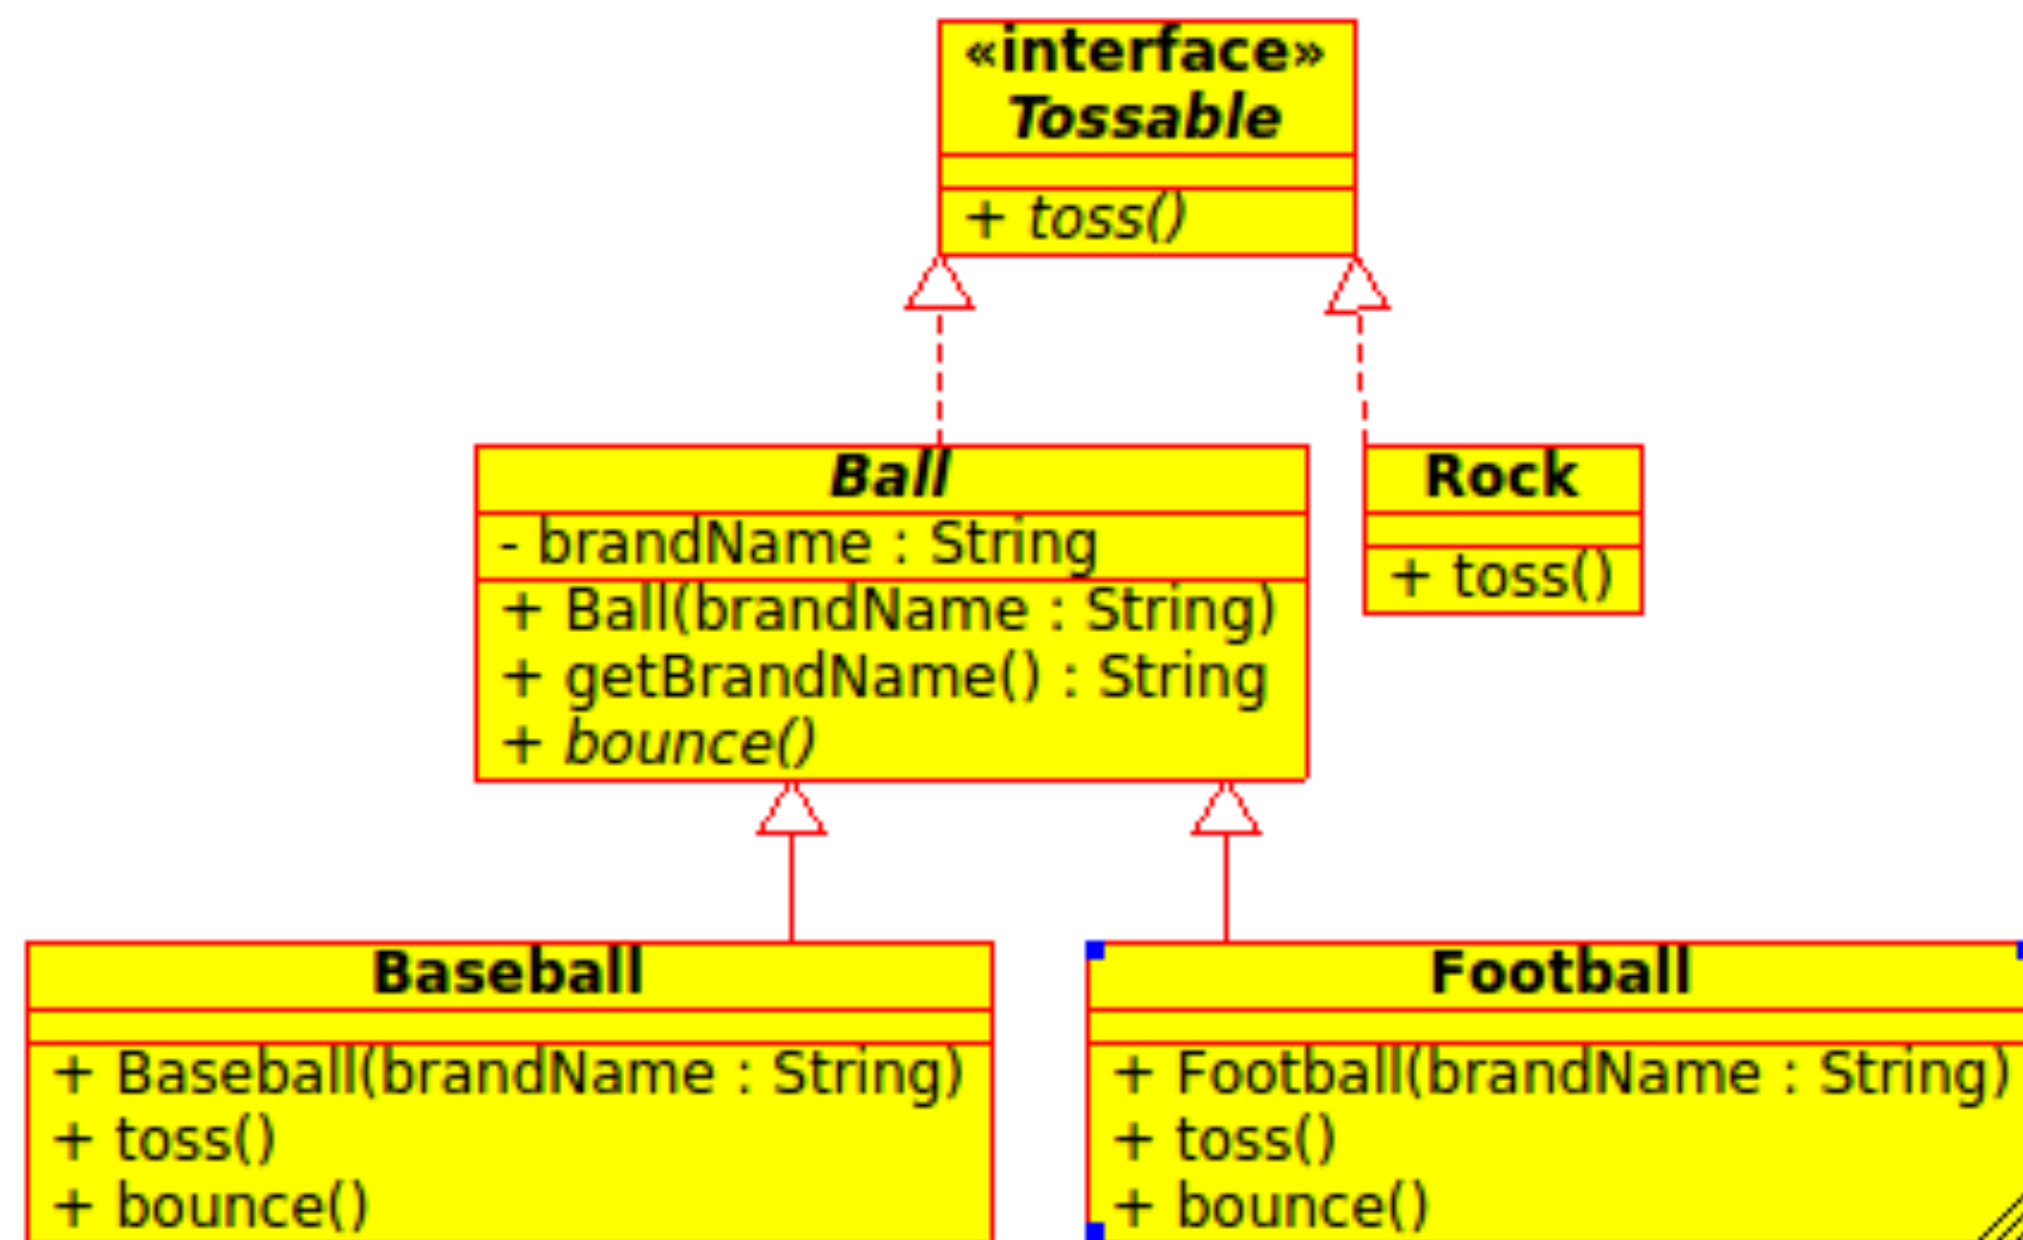 «interface»
Tossable
+ toss()
Ball
- brandName : String
+ Ball(brandName : String)
+ getBrandName() : String
+ bounce()
Rock
+ toss()
Baseball
+ Baseball(brandName : String)
+ toss()
+ bounce()
Football
+ Football(brandName : String)
+ toss()
+ bounce()